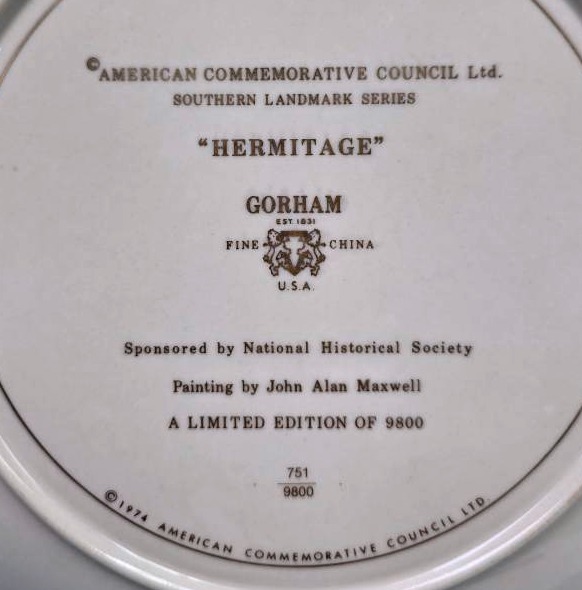 ©AMERICAN COMMEMORATIVE COUNCIL Ltd.
SOUTHERN LANDMARK SERIES
“HERMITAGE”
GORHAM
EST. 1831
FINE CHINA
U.S.A.
Sponsored by National Historical Society
Painting by John Alan Maxwell
A LIMITED EDITION OF 9800
751
9800
©1974 AMERICAN COMMEMORATIVE COUNCIL LTD.